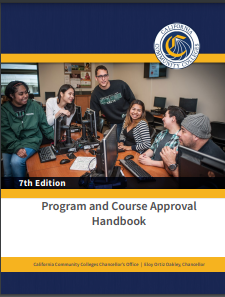 CALIFORNIA
COMMUNITY COLLEGES
7th Edition
Program and Course Approval
Handbook
California Community Colleges Chancellor's Office | Eloy Ortiz Oakley, Chancellor